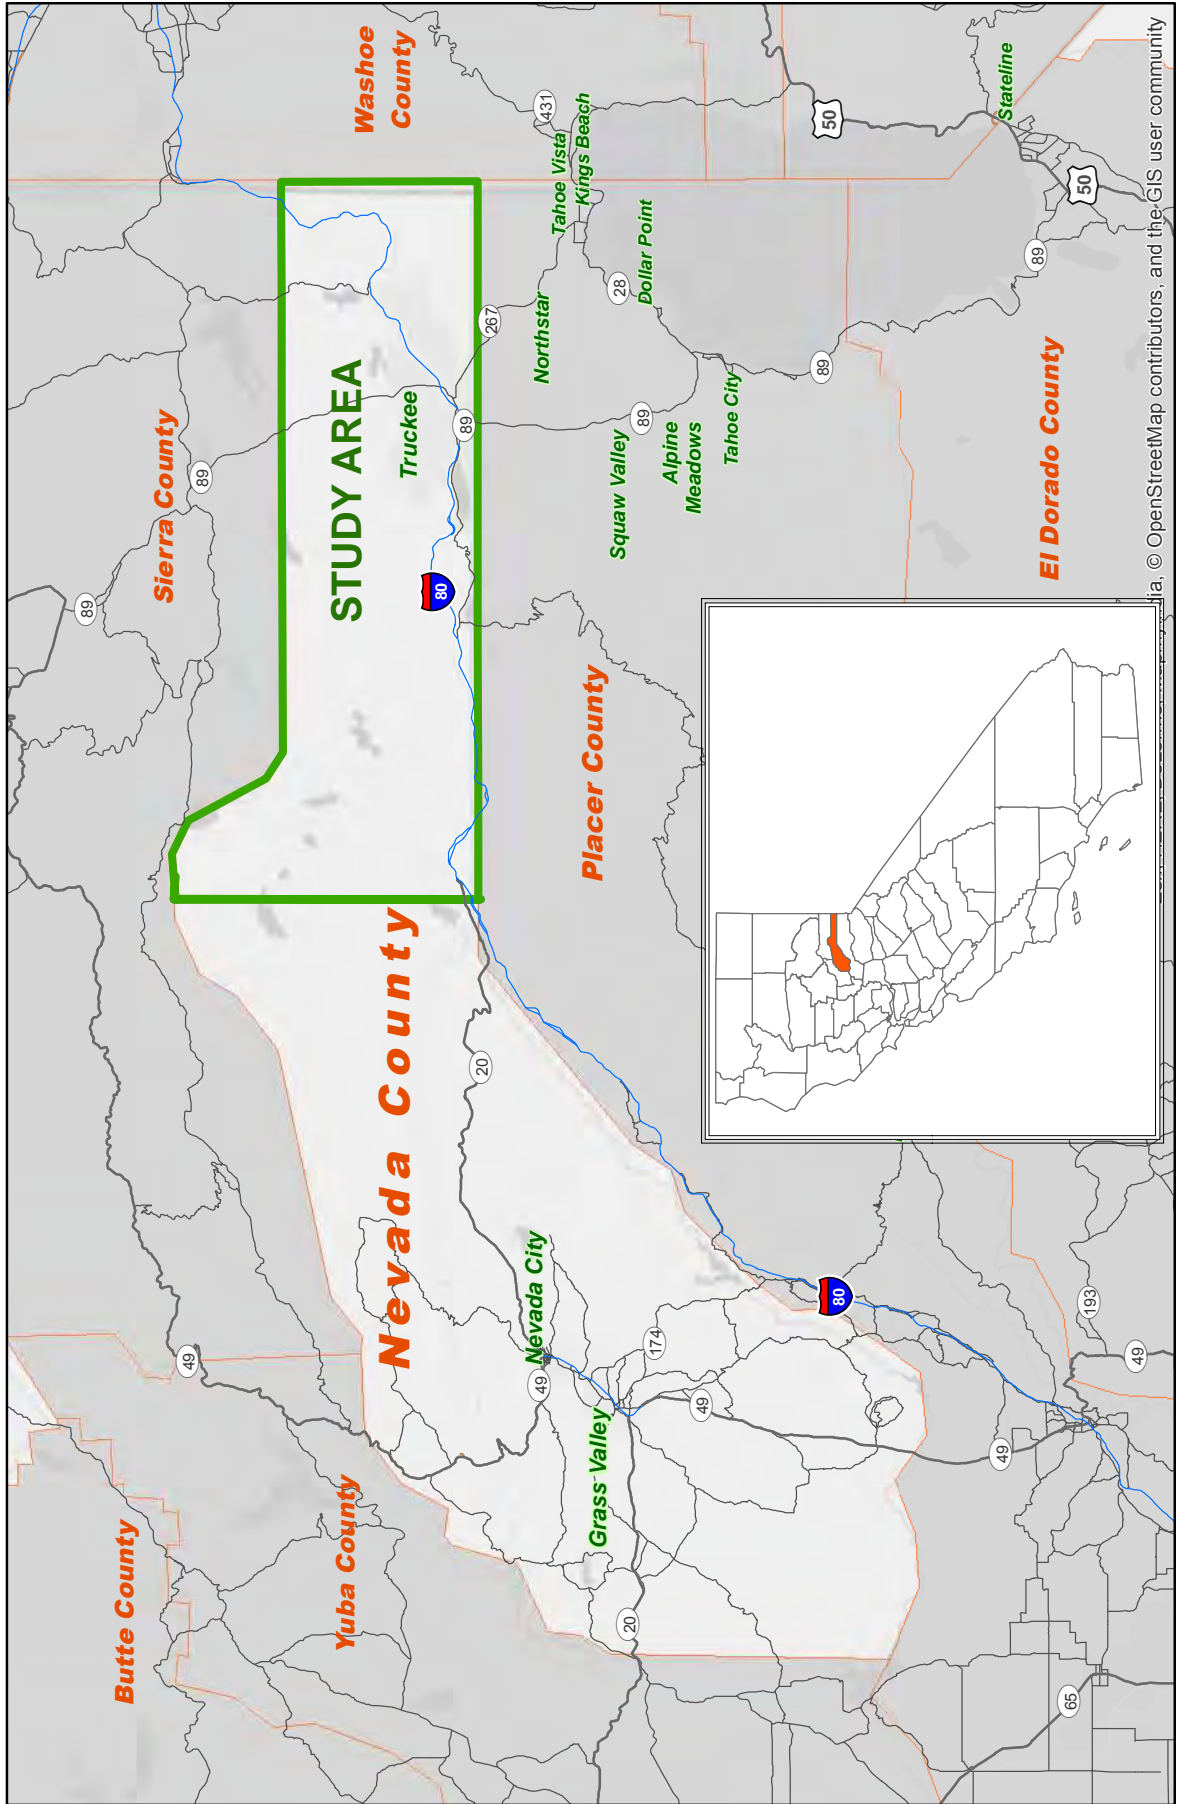 89
Butte County
Sierra County
49
89
Yuba County
STUDY AREA
Washoe
County
Nevada County
Truckee
80
89
20
267
Nevada City
49
Northstar
431
Tahoe Vista
Kings Beach
Placer County
Grass Valley
Squaw Valley
28
20
89
Dollar Point
174
Alpine
Meadows
49
Tahoe City
89
50
80
49
Stateline
89
El Dorado County
65
50
193
49
© OpenStreetMap contributors, and the GIS user community